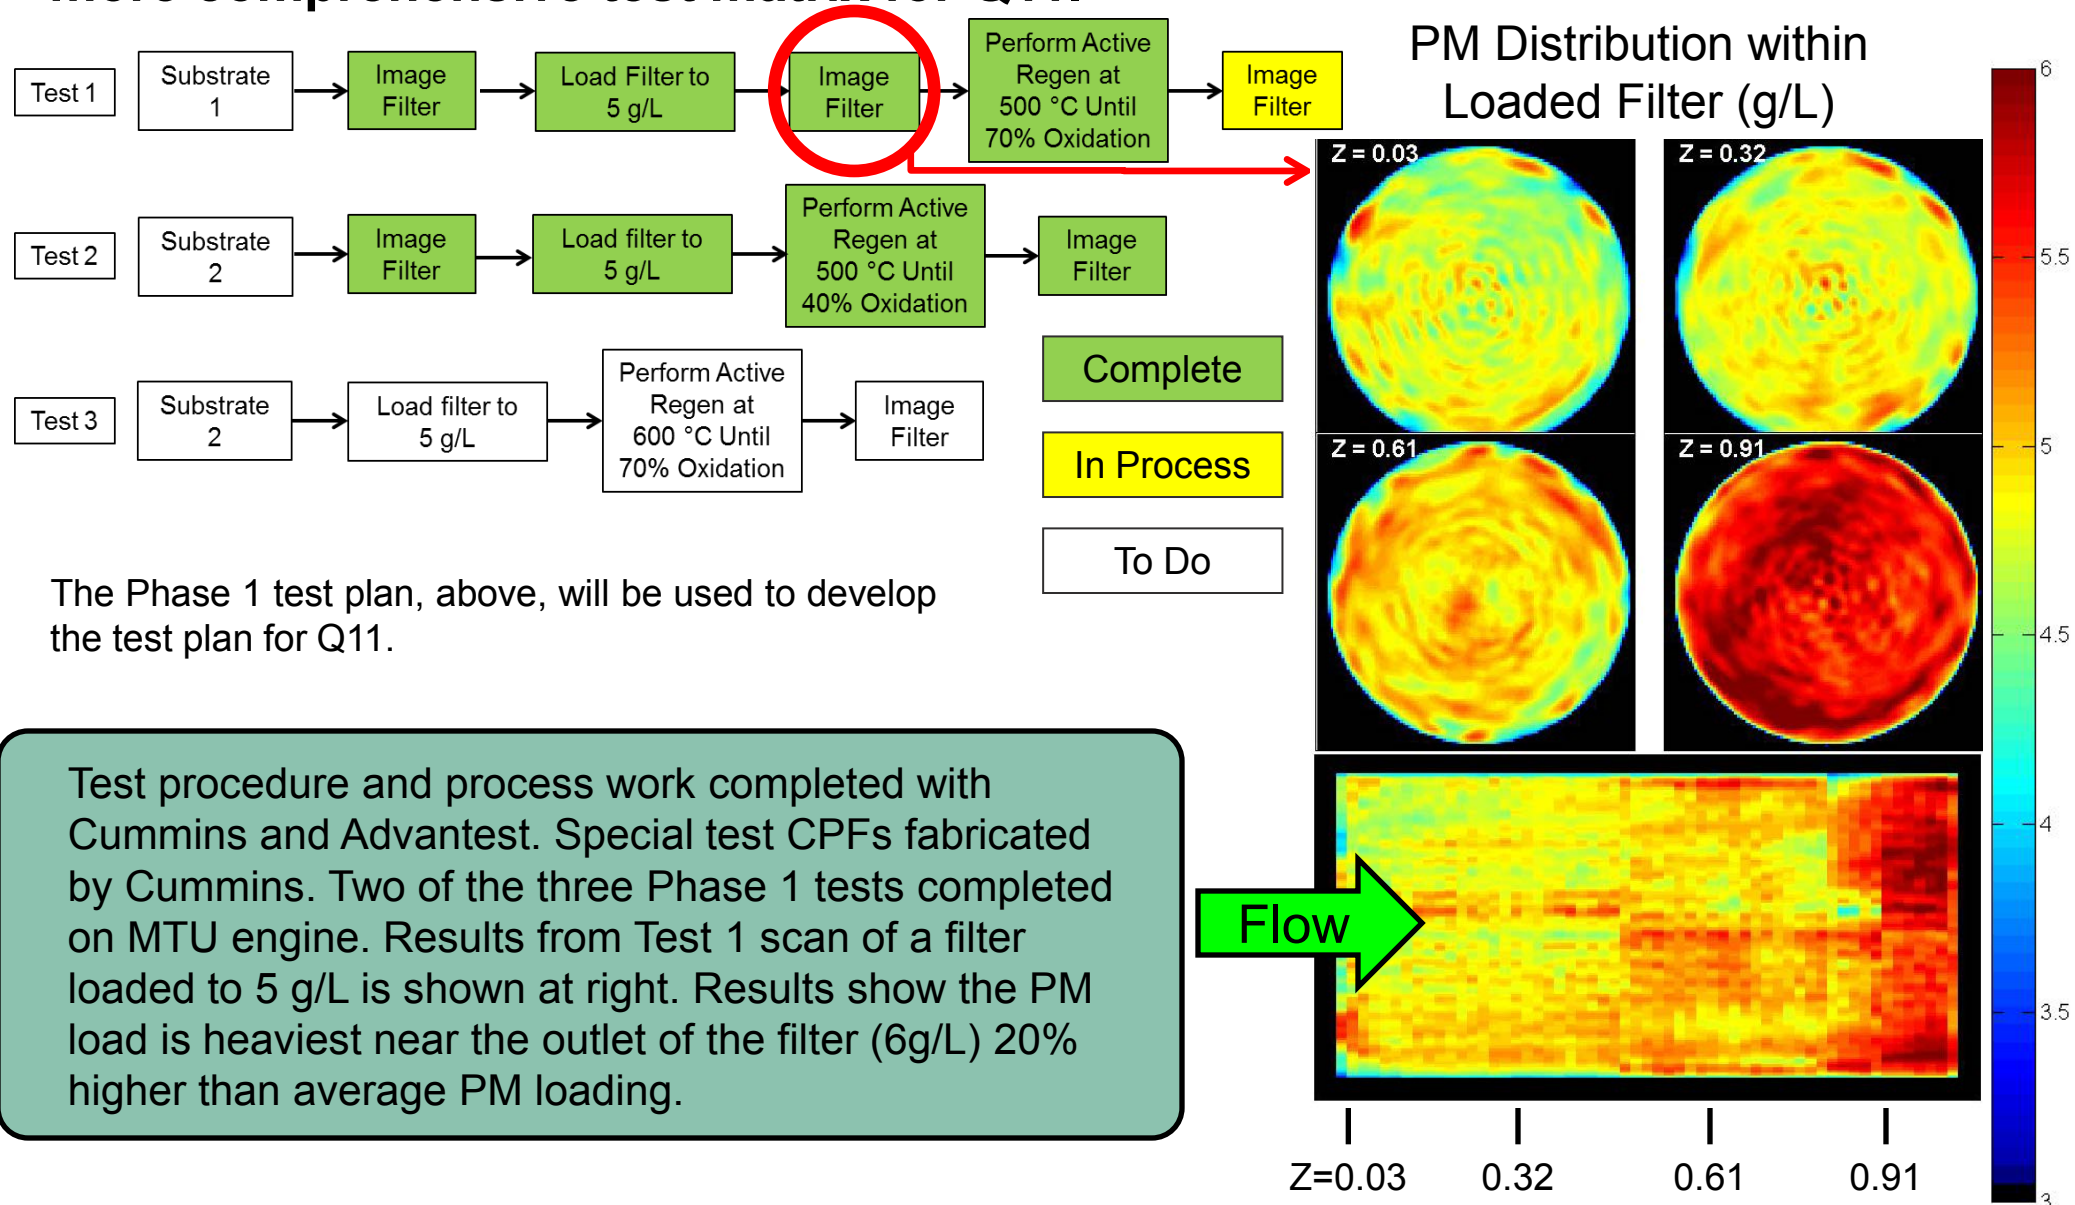 Test 1
Substrate
1
Image
Filter
Load Filter to
5 g/L
Image
Filter
Perform Active
Regen at
500 °C Until
70% Oxidation
Image
Filter
Test 2
Substrate
2
Image
Filter
Load filter to
5 g/L
Perform Active
Regen at
500 °C Until
40% Oxidation
Image
Filter
Test 3
Substrate
2
Load filter to
5 g/L
Perform Active
Regen at
600 °C Until
70% Oxidation
Image
Filter
Complete
In Process
To Do
The Phase 1 test plan, above, will be used to develop
the test plan for Q11.
Test procedure and process work completed with
Cummins and Advantest. Special test CPFs fabricated
by Cummins. Two of the three Phase 1 tests completed
on MTU engine. Results from Test 1 scan of a filter
loaded to 5 g/L is shown at right. Results show the PM
load is heaviest near the outlet of the filter (6g/L) 20%
higher than average PM loading.
PM Distribution within
Loaded Filter (g/L)
Z = 0.03
Z = 0.32
Z = 0.61
Z = 0.91
Flow
Z=0.03 0.32 0.61 0.91
6
5.5
5
4.5
4
3.5
3